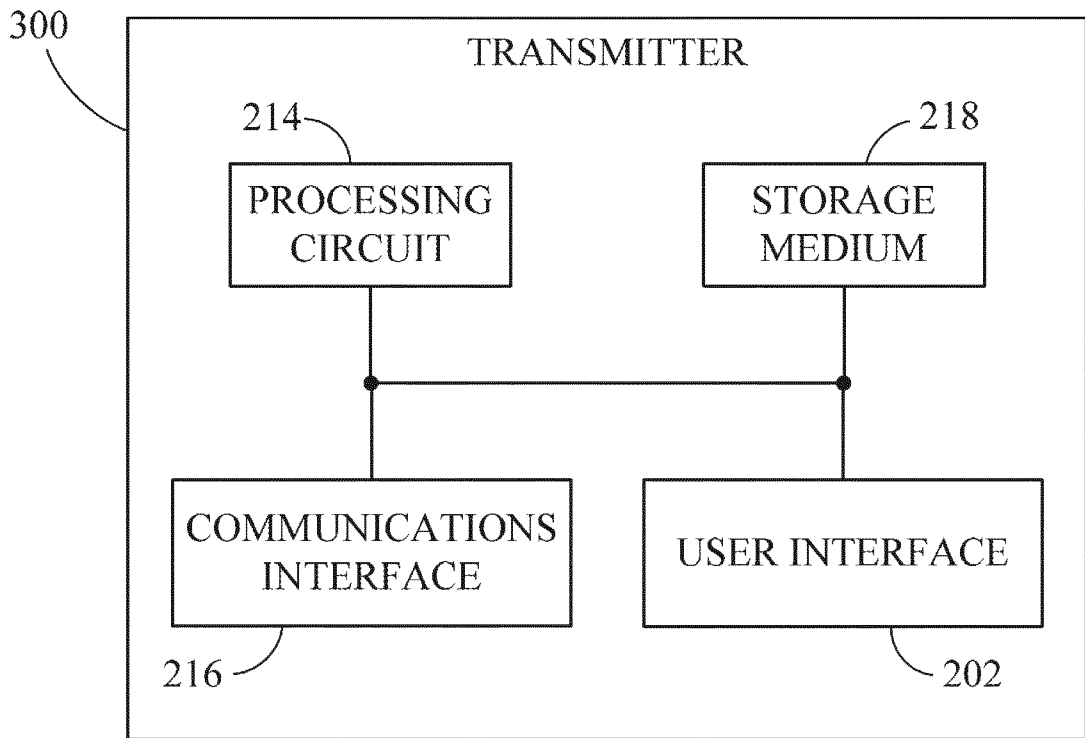 300
TRANSMITTER
214
218
PROCESSING
CIRCUIT
STORAGE
MEDIUM
COMMUNICATIONS
INTERFACE
USER INTERFACE
216
202